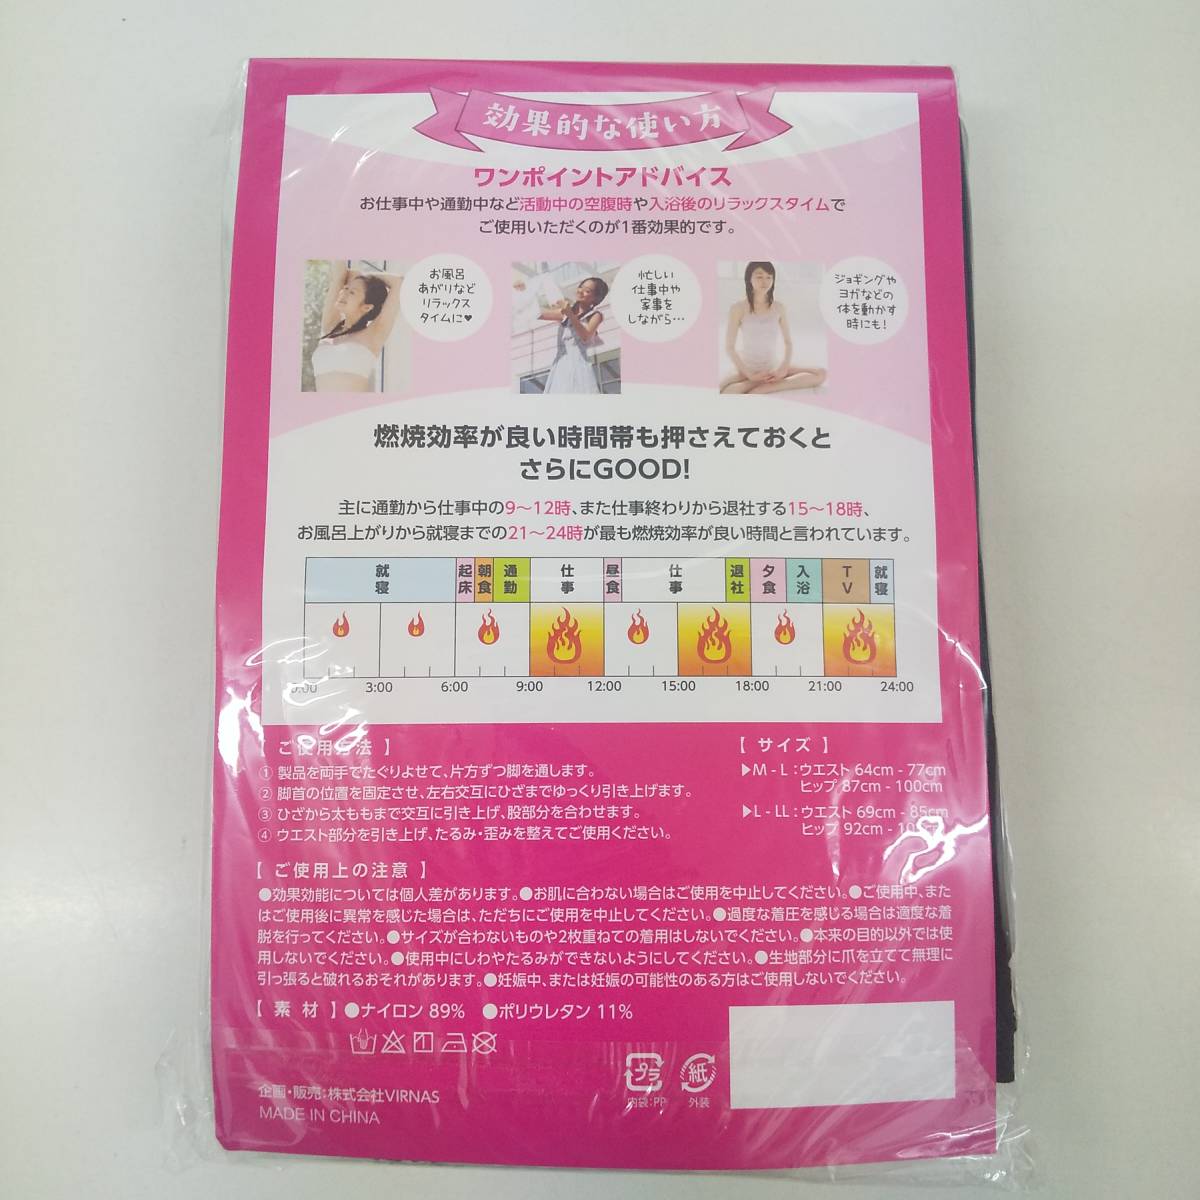 効果的な使い方
ワンポイントアドバイス
お仕事中や通勤中など活動中の空腹時や入浴後のリラックスタイムで
ご使用いただくのが1番効果的です。
お風呂
あがりなど
リラックス
タイムに♥
忙しい
仕事中や
家事を
しながら…
ジョギングや
ヨガなどの
体を動かす
時にも!
燃焼効率が良い時間帯も押さえておくと
さらにGOOD!
主に通勤から仕事中の9～12時、また仕事終わりから退社する15～18時、
お風呂上がりから就寝までの21～24時が最も燃焼効率が良い時間と言われています。
就寝 起床 朝食 通勤 仕事 昼食 仕事 退社 夕食 入浴 TV 就寝
0:00 3:00 6:00 9:00 12:00 15:00 18:00 21:00 24:00
【 ご使用方法 】
① 製品を両手でたぐりよせて、片方ずつ脚を通します。
② 脚首の位置を固定させ、左右交互にひざまでゆっくり引き上げます。
③ ひざから太ももまで交互に引き上げ、股部分を合わせます。
④ ウエスト部分を引き上げ、たるみ・歪みを整えてご使用ください。
【 サイズ 】
▶M - L : ウエスト 64cm - 77cm
ヒップ 87cm - 100cm
▶L - LL : ウエスト 69cm - 85cm
ヒップ 92cm -
【 ご使用上の注意 】
●効果効能については個人差があります。●お肌に合わない場合はご使用を中止してください。●ご使用中、また
はご使用後に異常を感じた場合は、ただちにご使用を中止してください。●過度な着圧を感じる場合は適度な着
脱を行ってください。●サイズが合わないものや2枚重ねての着用はしないでください。●本来の目的以外では使
用しないでください。●使用中にしわやたるみができないようにしてください。●生地部分に爪を立てて無理に
引っ張ると破れるおそれがあります。●妊娠中、または妊娠の可能性のある方はご使用しないでください。
【 素 材 】●ナイロン 89% ●ポリウレタン 11%
プラ
内袋:PP
紙
外装
企画・販売:株式会社VIRNAS
MADE IN CHINA